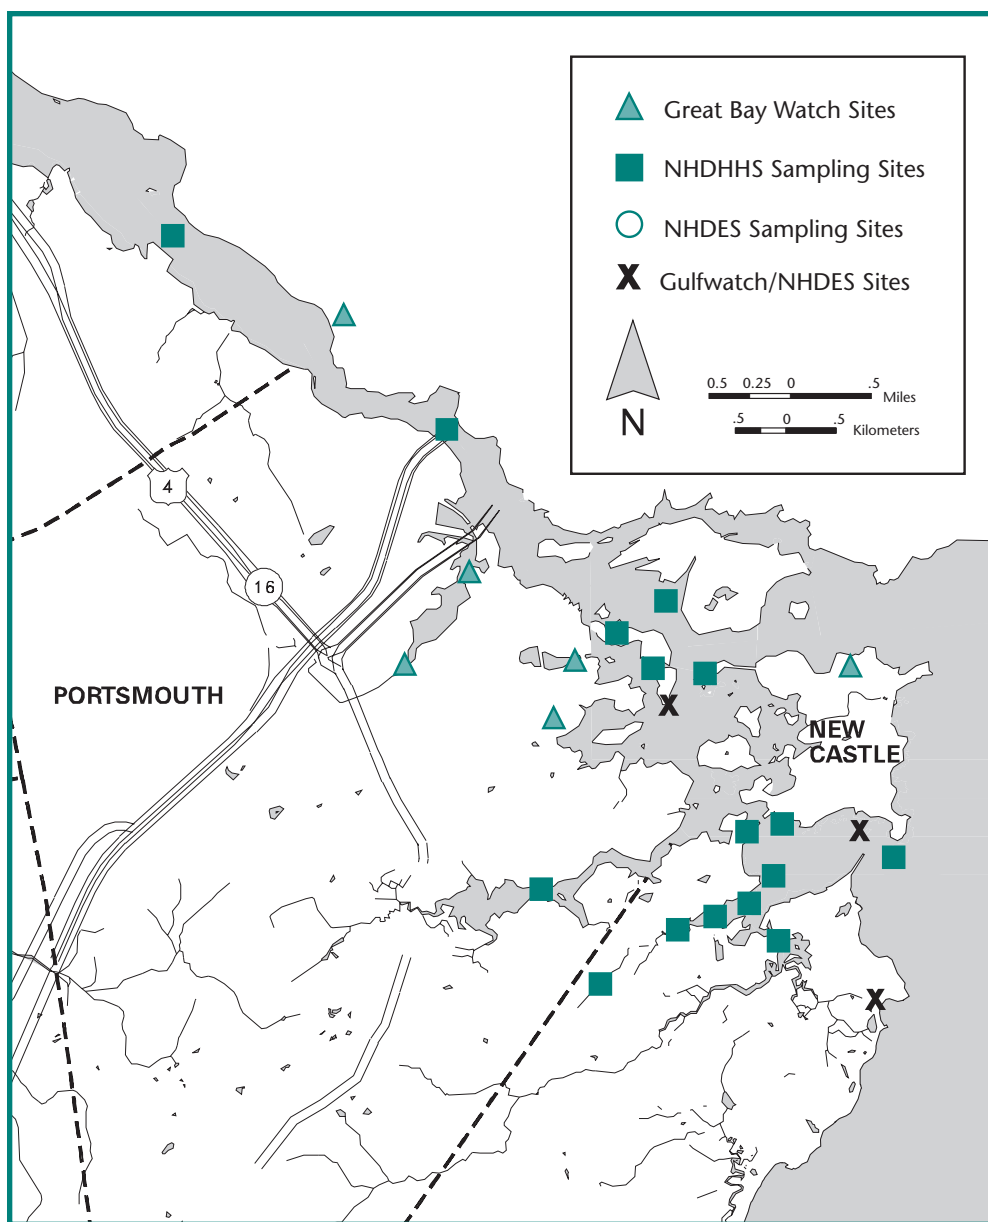 Great Bay Watch Sites
NHDHHS Sampling Sites
NHDES Sampling Sites
X Gulfwatch/NHDES Sites
N
0.5 0.25 0 .5
Miles
.5 0 .5
Kilometers
4
16
PORTSMOUTH
X
NEW
CASTLE
X
X